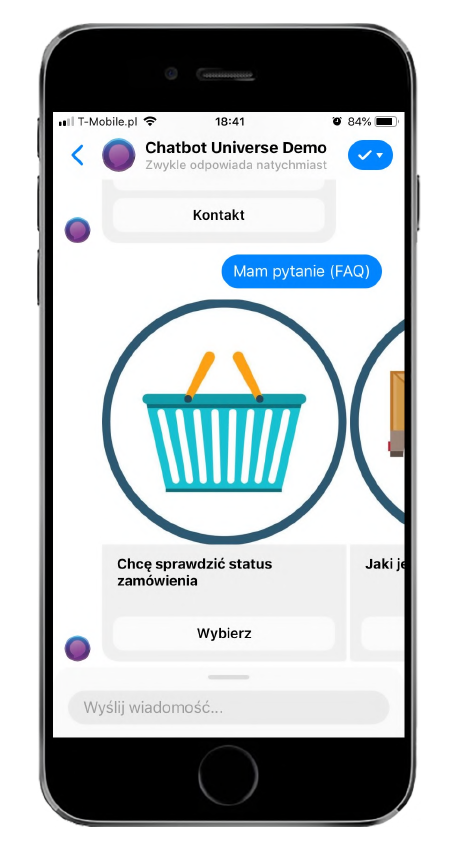 T-Mobile.pl 18:41 84%
Chatbot Universe Demo
Zwykle odpowiada natychmiast
Kontakt
Mam pytanie (FAQ)
Chcę sprawdzić status
zamówienia
Jaki je
Wybierz
Wyślij wiadomość...